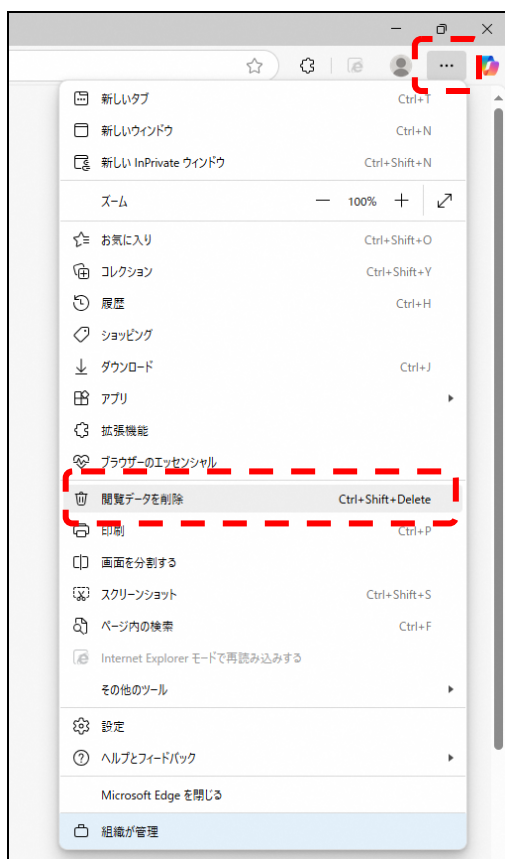 新しいタブ Ctrl+T
新しいウィンドウ Ctrl+N
新しい InPrivate ウィンドウ Ctrl+Shift+N
ズーム 100%
お気に入り Ctrl+Shift+O
コレクション Ctrl+Shift+Y
履歴 Ctrl+H
ショッピング
ダウンロード Ctrl+J
アプリ
拡張機能
ブラウザーのエッセンシャル
閲覧データを削除 Ctrl+Shift+Delete
印刷 Ctrl+P
画面を分割する
スクリーンショット Ctrl+Shift+S
ページ内の検索 Ctrl+F
Internet Explorer モードで再読み込みする
その他のツール
設定
ヘルプとフィードバック
Microsoft Edge を閉じる
組織が管理